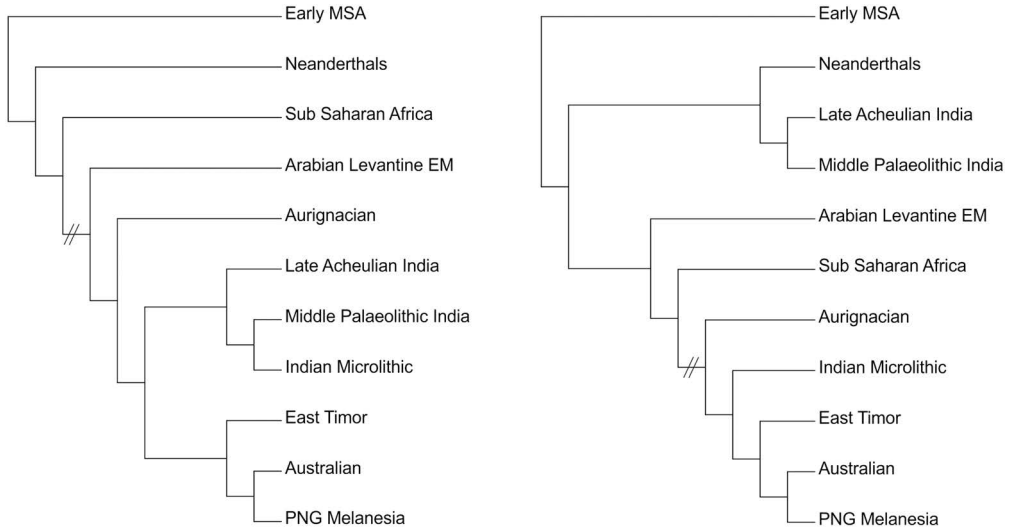 Early MSA
Neanderthals
Sub Saharan Africa
Arabian Levantine EM
Aurignacian
Late Acheulian India
Middle Palaeolithic India
Indian Microlithic
East Timor
Australian
PNG Melanesia
Early MSA
Neanderthals
Late Acheulian India
Middle Palaeolithic India
Arabian Levantine EM
Sub Saharan Africa
Aurignacian
Indian Microlithic
East Timor
Australian
PNG Melanesia